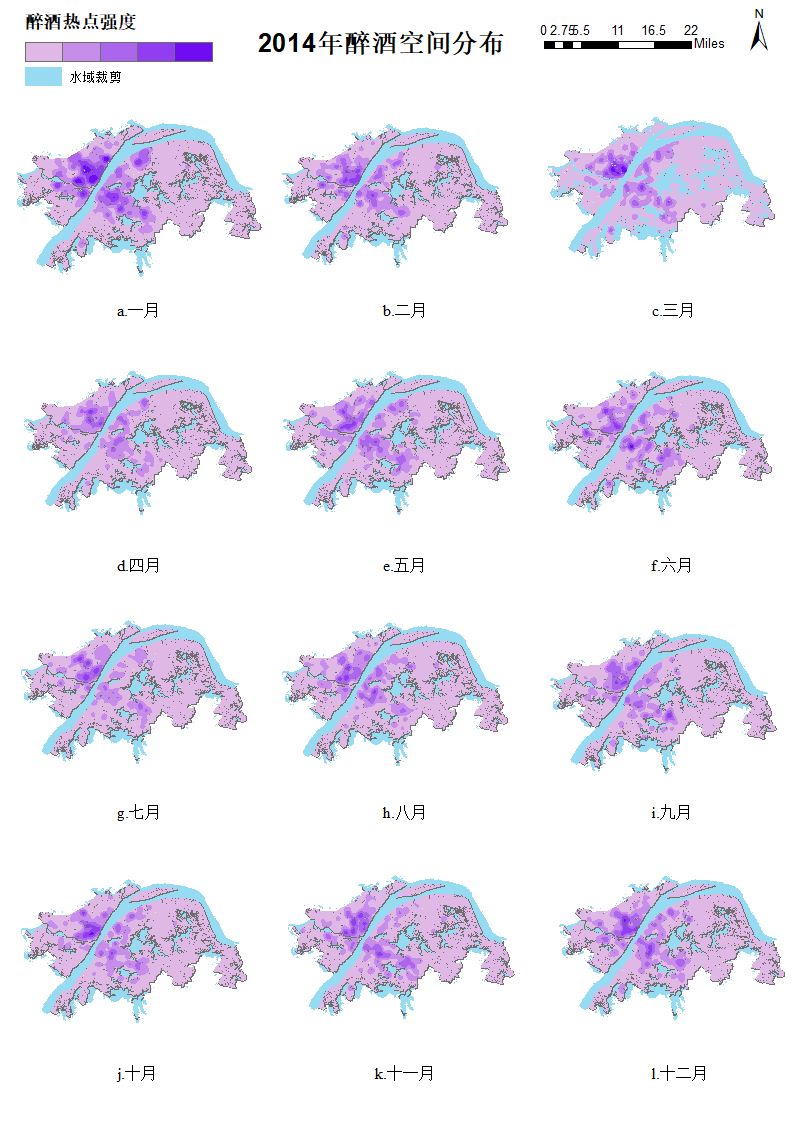 醉酒热点强度
水域裁剪
2014年醉酒空间分布
0 2.75 5.5 11 16.5 22
Miles
N
a.一月
b.二月
c.三月
d.四月
e.五月
f.六月
g.七月
h.八月
i.九月
j.十月
k.十一月
l.十二月